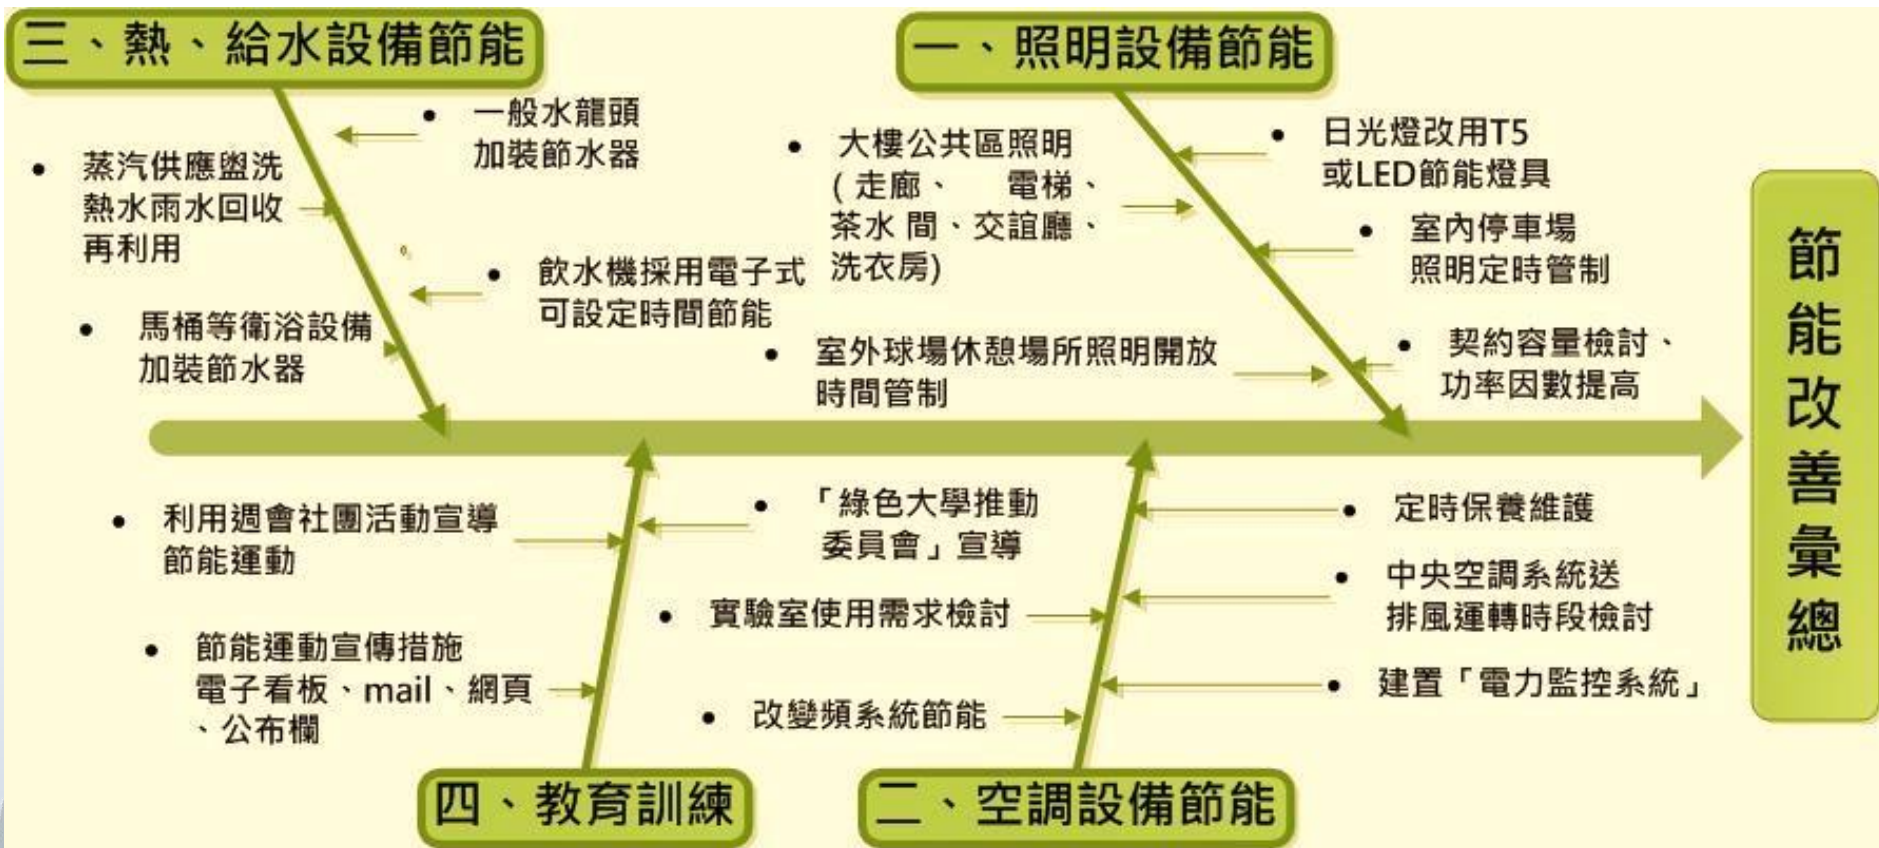 三、熱、給水設備節能
一般水龍頭
加裝節水器
蒸汽供應盥洗
熱水雨水回收
再利用
飲水機採用電子式
可設定時間節能
馬桶等衛浴設備
加裝節水器
一、照明設備節能
大樓公共區照明
(走廊、 電梯、
茶水 間、交誼廳、
洗衣房)
日光燈改用T5
或LED節能燈具
室內停車場
照明定時管制
室外球場休憩場所照明開放
時間管制
契約容量檢討、
功率因數提高
節能改善彙總
利用週會社團活動宣導
節能運動
「綠色大學推動
委員會」宣導
節能運動宣傳措施
電子看板、mail、網頁
、公布欄
四、教育訓練
定時保養維護
實驗室使用需求檢討
中央空調系統送
排風運轉時段檢討
改變頻系統節能
建置「電力監控系統」
二、空調設備節能